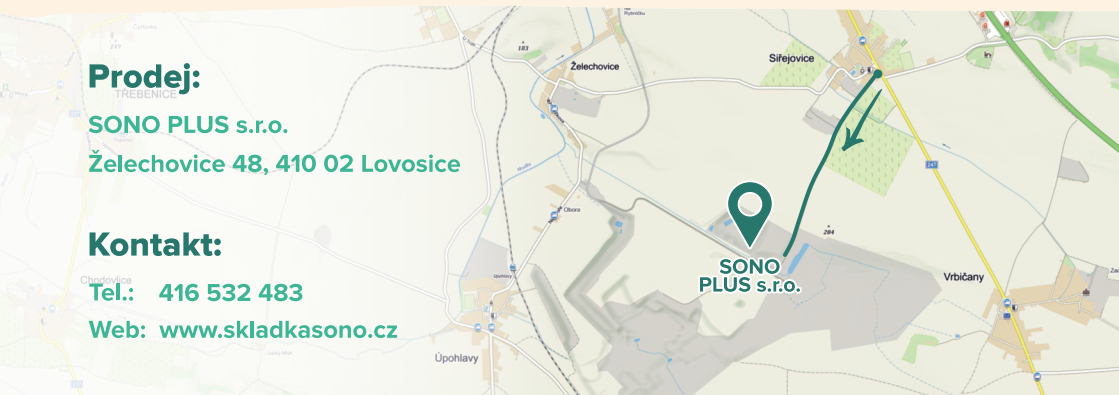 Prodej:
SONO PLUS s.r.o.
Želechovice 48, 410 02 Lovosice
Kontakt:
Tel.: 416 532 483
Web: www.skladkasono.cz
TŘEBENICE
Chodovlice
183
Želechovice
Siřejovice
247
Obora
204
SONO
PLUS s.r.o.
Vrbičany
Úpohlavy
Úpohlavy